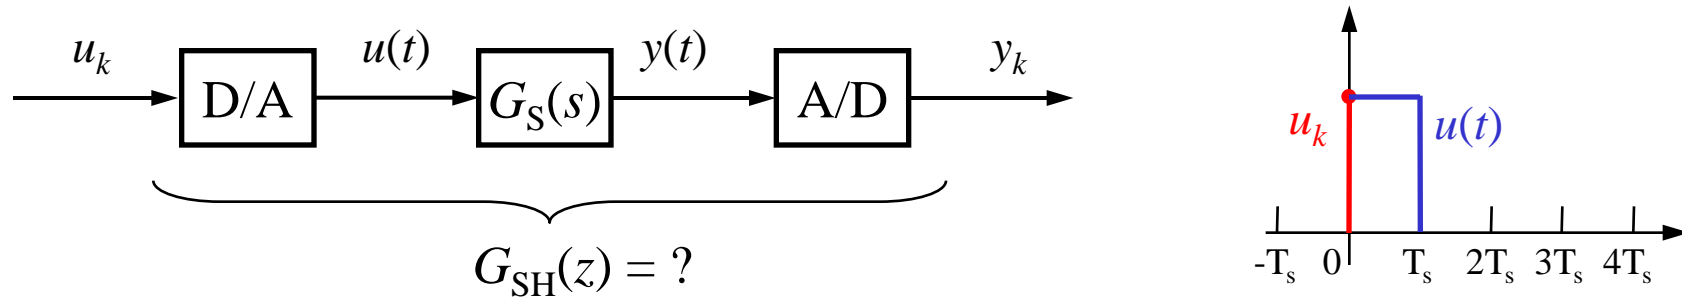 u_k u(t) y(t) y_k
D/A G_S(s) A/D
G_SH(z) = ?
u_k u(t)
-T_s 0 T_s 2T_s 3T_s 4T_s